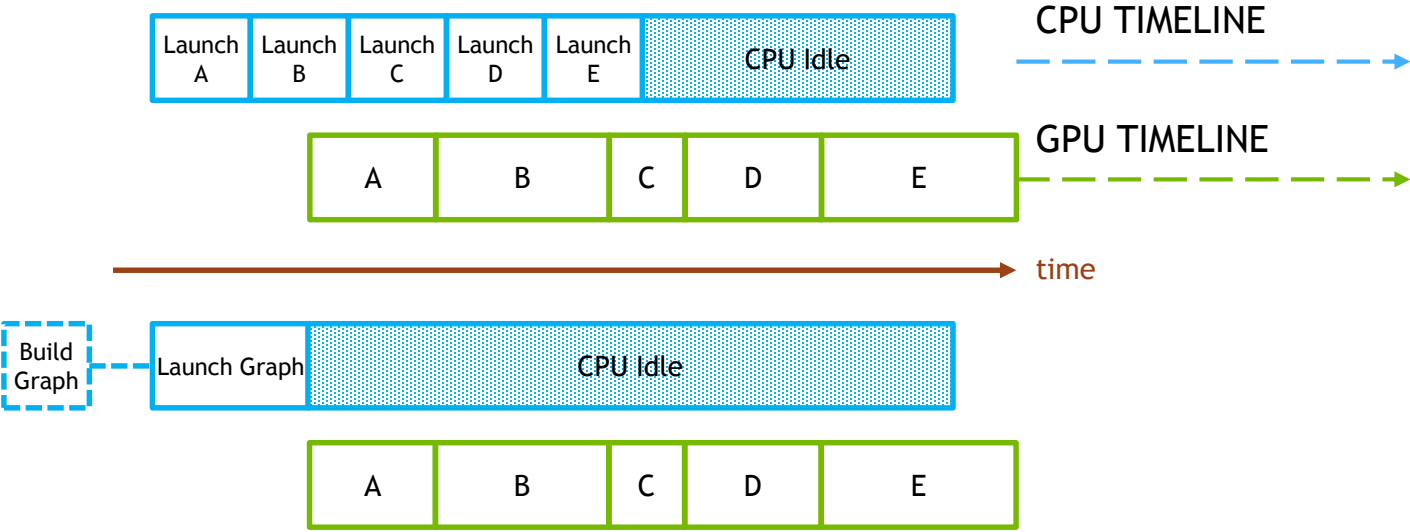 CPU TIMELINE
Launch
A
Launch
B
Launch
C
Launch
D
Launch
E
CPU Idle
GPU TIMELINE
A
B
C
D
E
time
Build
Graph
Launch Graph
CPU Idle
A
B
C
D
E